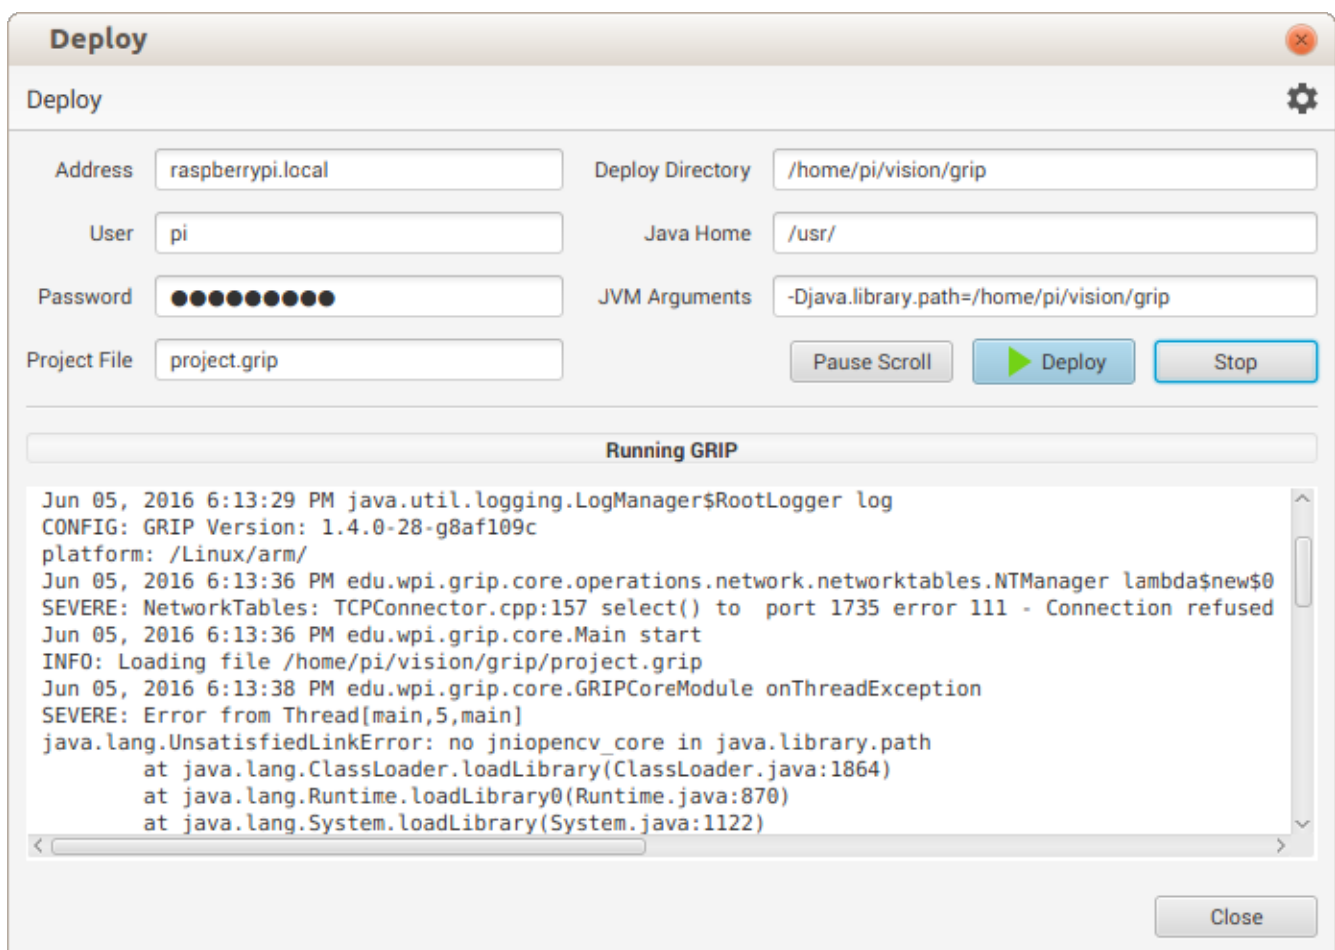 Deploy
Deploy
Address raspberrypi.local Deploy Directory /home/pi/vision/grip
User pi Java Home /usr/
Password ●●●●●●●●● JVM Arguments -Djava.library.path=/home/pi/vision/grip
Project File project.grip Pause Scroll Deploy Stop
Running GRIP
Jun 05, 2016 6:13:29 PM java.util.logging.LogManager$RootLogger log
CONFIG: GRIP Version: 1.4.0-28-g8af109c
platform: /Linux/arm/
Jun 05, 2016 6:13:36 PM edu.wpi.grip.core.operations.network.networktables.NTManager lambda$new$0
SEVERE: NetworkTables: TCPConnector.cpp:157 select() to  port 1735 error 111 - Connection refused
Jun 05, 2016 6:13:36 PM edu.wpi.grip.core.Main start
INFO: Loading file /home/pi/vision/grip/project.grip
Jun 05, 2016 6:13:38 PM edu.wpi.grip.core.GRIPCoreModule onThreadException
SEVERE: Error from Thread[main,5,main]
java.lang.UnsatisfiedLinkError: no jniopencv_core in java.library.path
at java.lang.ClassLoader.loadLibrary(ClassLoader.java:1864)
at java.lang.Runtime.loadLibrary0(Runtime.java:870)
at java.lang.System.loadLibrary(System.java:1122)
Close